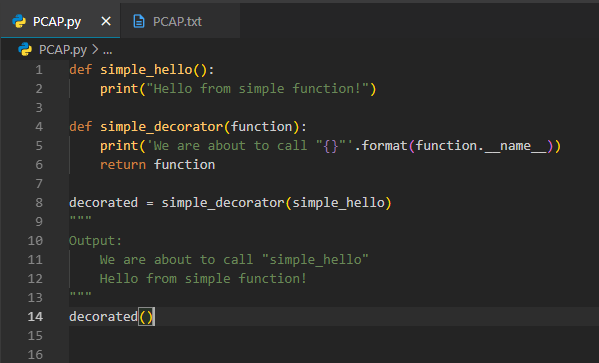 PCAP.py × PCAP.txt
PCAP.py > ...
1 def simple_hello():
2     print("Hello from simple function!")
3
4 def simple_decorator(function):
5     print('We are about to call "{}"'.format(function.__name__))
6     return function
7
8 decorated = simple_decorator(simple_hello)
9 """
10 Output:
11     We are about to call "simple_hello"
12     Hello from simple function!
13 """
14 decorated()
15
16